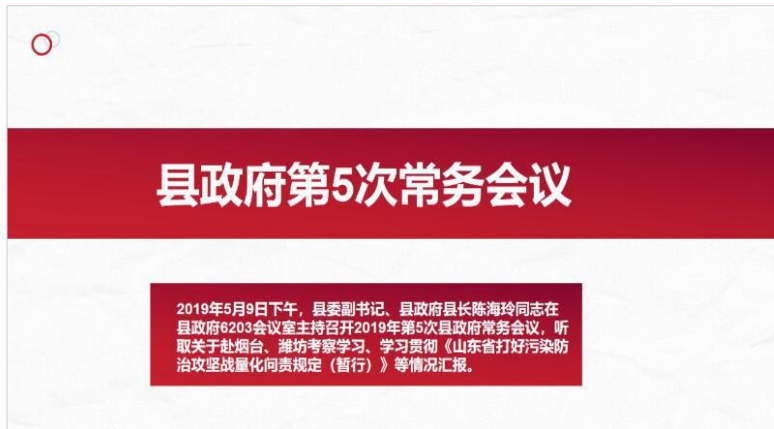 县政府第5次常务会议
2019年5月9日下午，县委副书记、县政府县长陈海玲同志在
县政府6203会议室主持召开2019年第5次县政府常务会议，听
取关于赴烟台、潍坊考察学习、学习贯彻《山东省打好污染防
治攻坚战量化问责规定（暂行）》等情况汇报。